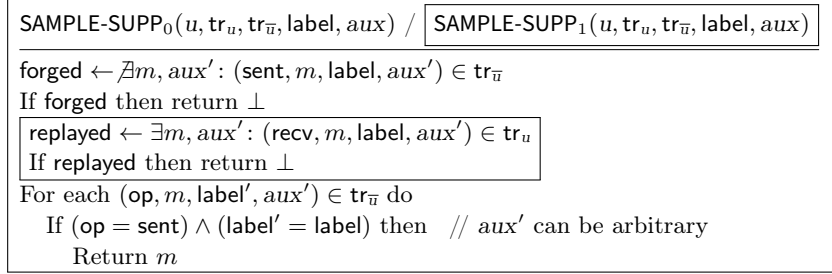 SAMPLE-SUPP₀(u, tr_u, tr_ū, label, aux) / SAMPLE-SUPP₁(u, tr_u, tr_ū, label, aux)
forged ← ∄m, aux′: (sent, m, label, aux′) ∈ tr_ū
If forged then return ⊥
replayed ← ∃m, aux′: (recv, m, label, aux′) ∈ tr_u
If replayed then return ⊥
For each (op, m, label′, aux′) ∈ tr_ū do
If (op = sent) ∧ (label′ = label) then // aux′ can be arbitrary
Return m